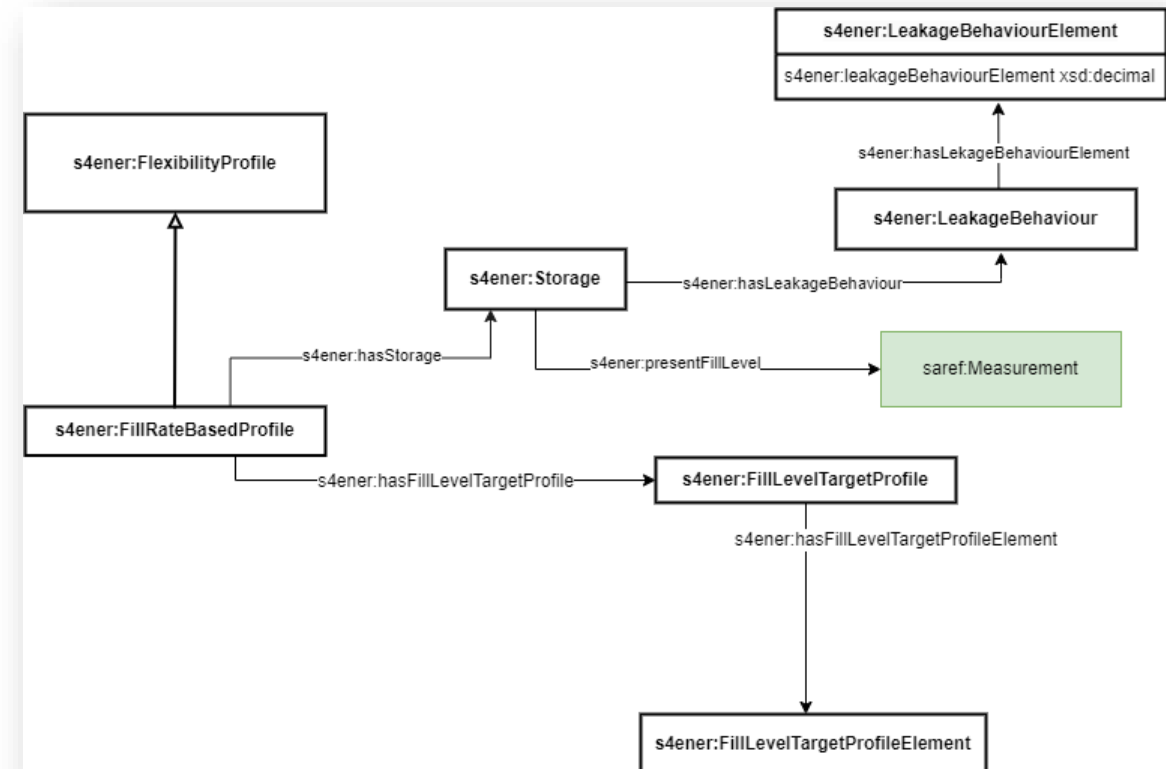 s4ener:LeakageBehaviourElement
s4ener:leakageBehaviourElement xsd:decimal
s4ener:FlexibilityProfile
s4ener:hasLekageBehaviourElement
s4ener:LeakageBehaviour
s4ener:Storage
s4ener:hasLeakageBehaviour
s4ener:hasStorage
s4ener:presentFillLevel
saref:Measurement
s4ener:FillRateBasedProfile
s4ener:hasFillLevelTargetProfile
s4ener:FillLevelTargetProfile
s4ener:hasFillLevelTargetProfileElement
s4ener:FillLevelTargetProfileElement